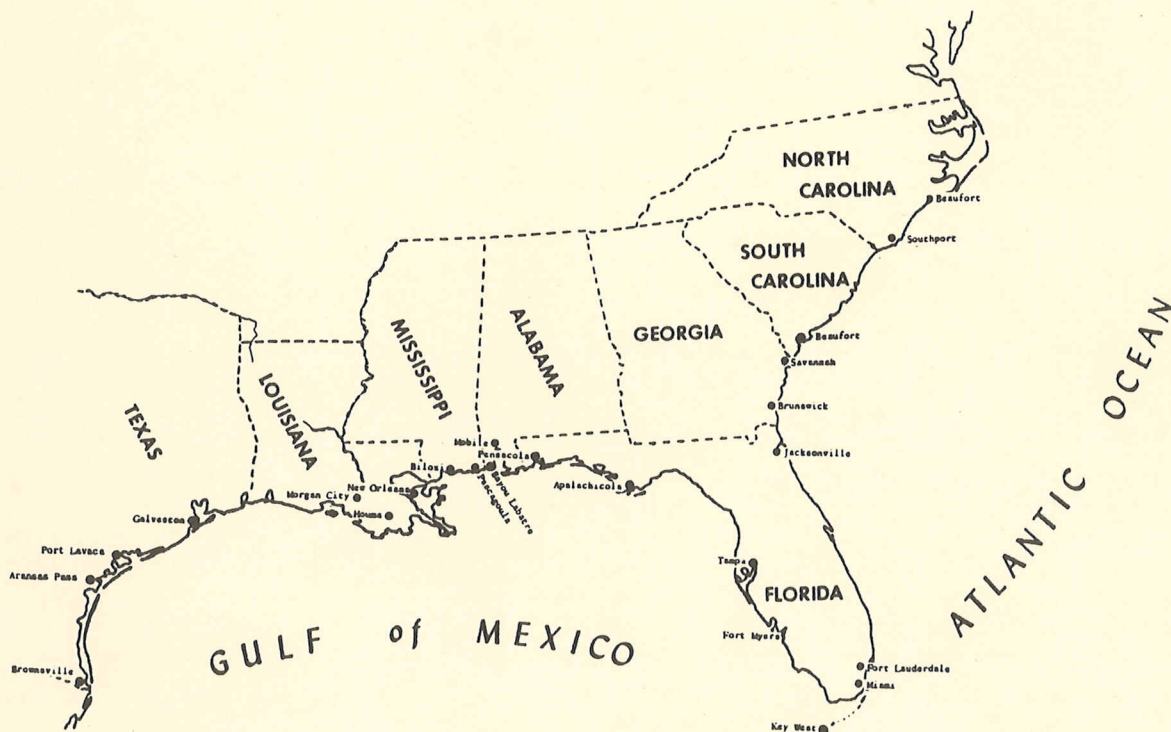 NORTH
CAROLINA
Beaufort
Southport
SOUTH
CAROLINA
Beaufort
Savannah
GEORGIA
ALABAMA
MISSISSIPPI
LOUISIANA
TEXAS
Brunswick
Jacksonville
Mobile
Pensacola
Biloxi
Pascagoula
Bayou Labatre
Apalachicola
New Orleans
Morgan City
Houma
Galveston
Port Lavaca
Aransas Pass
Brownsville
Tampa
FLORIDA
Fort Myers
Fort Lauderdale
Miami
Key West
GULF of MEXICO
ATLANTIC OCEAN